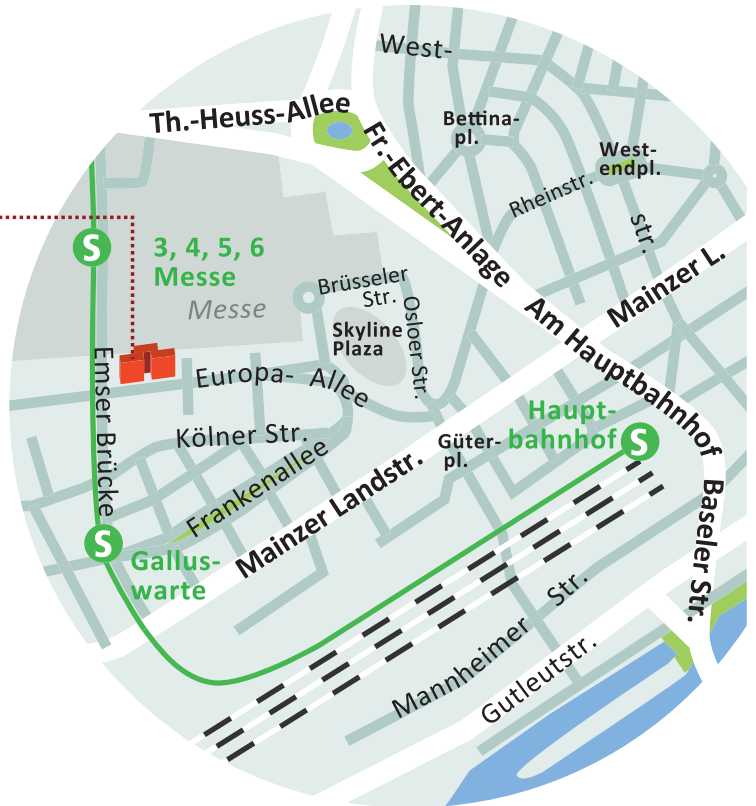 West-
Th.-Heuss-Allee
Bettina-
pl.
Fr.-Ebert-Anlage
West-
endpl.
Rheinstr.
str.
S
3, 4, 5, 6
Messe
Messe
Brüsseler
Str.
Osloer Str.
Skyline
Plaza
Mainzer L.
Am Hauptbahnhof
Emser Brücke
Europa- Allee
Kölner Str.
Frankenallee
Mainzer Landstr.
Güter-
pl.
Haupt-
bahnhof
S
S
Gallus-
warte
Baseler Str.
Mannheimer Str.
Gutleutstr.